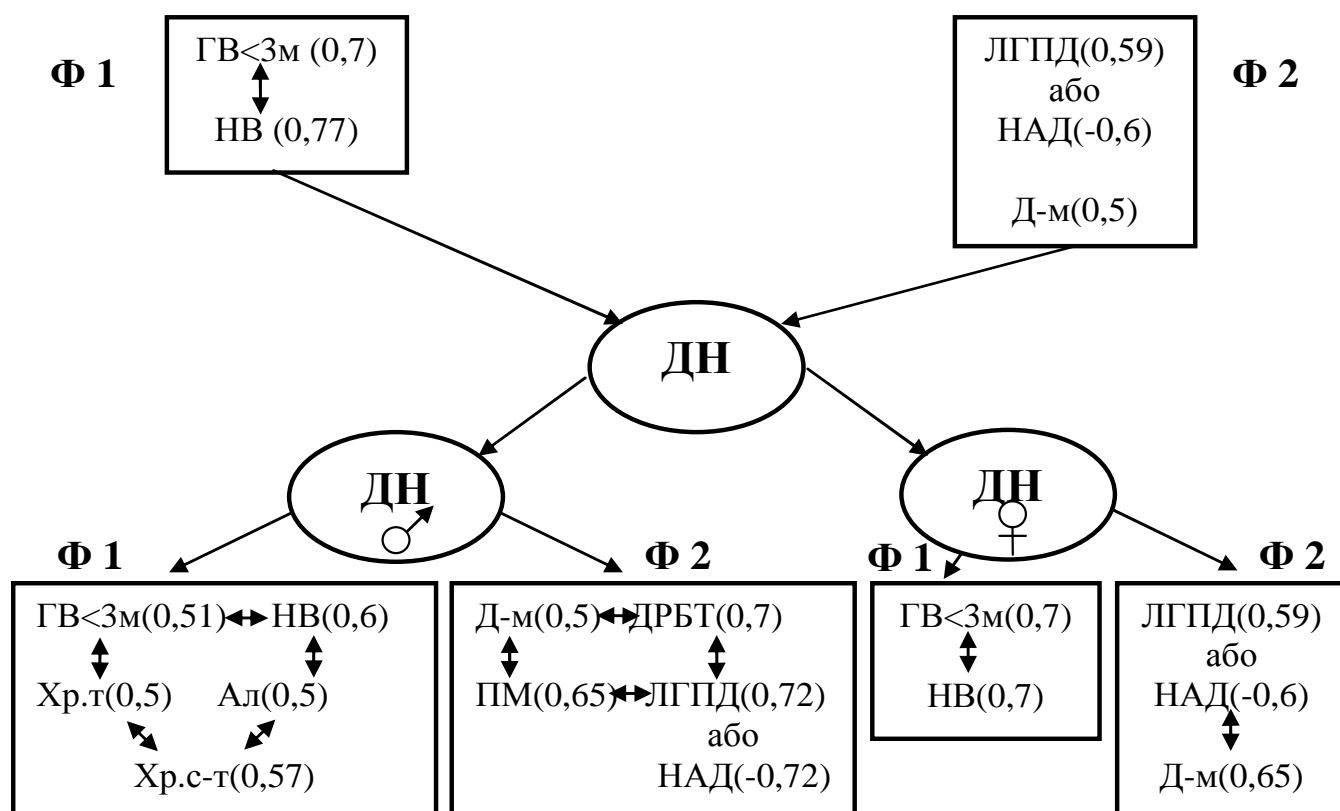 Ф 1
ГВ<3м (0,7)
НВ (0,77)
ЛГПД(0,59)
або
НАД(-0,6)
Д-м(0,5)
Ф 2
ДН
ДН
ДН
Ф 1
Ф 2
Ф 1
Ф 2
ГВ<3м(0,51) НВ(0,6)
Хр.т(0,5) Ал(0,5)
Хр.с-т(0,57)
Д-м(0,5) ДРБТ(0,7)
ПМ(0,65) ЛГПД(0,72)
або
НАД(-0,72)
ГВ<3м(0,7)
НВ(0,7)
ЛГПД(0,59)
або
НАД(-0,6)
Д-м(0,65)